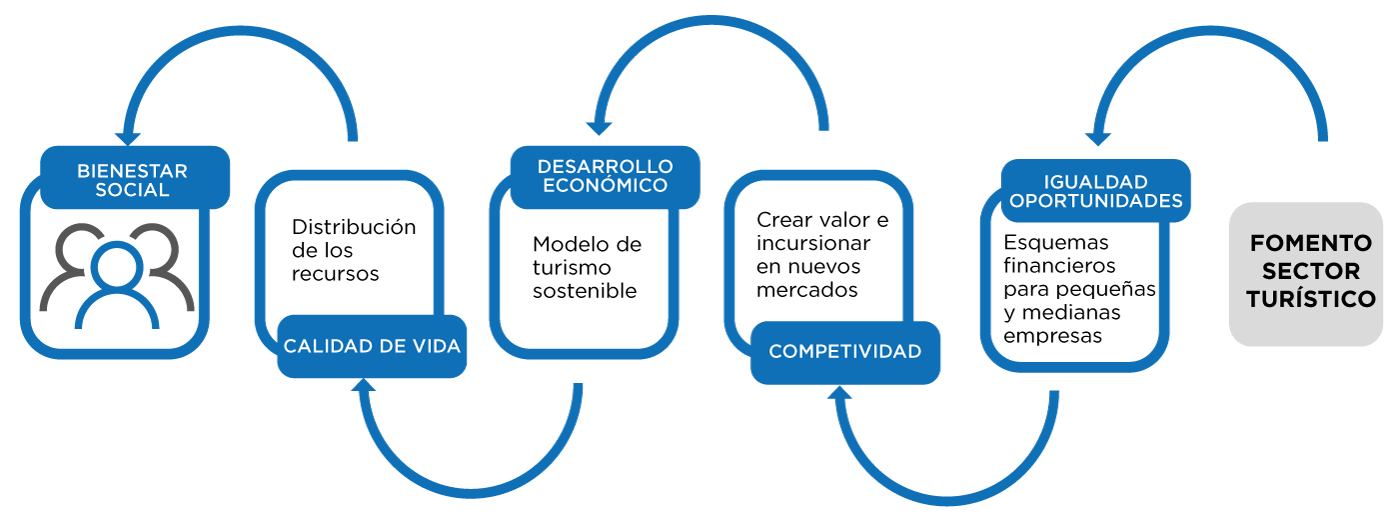 BIENESTAR
SOCIAL
Distribución
de los
recursos
CALIDAD DE VIDA
DESARROLLO
ECONÓMICO
Modelo de
turismo
sostenible
Crear valor e
incursionar
en nuevos
mercados
COMPETIVIDAD
IGUALDAD
OPORTUNIDADES
Esquemas
financieros
para pequeñas
y medianas
empresas
FOMENTO
SECTOR
TURÍSTICO